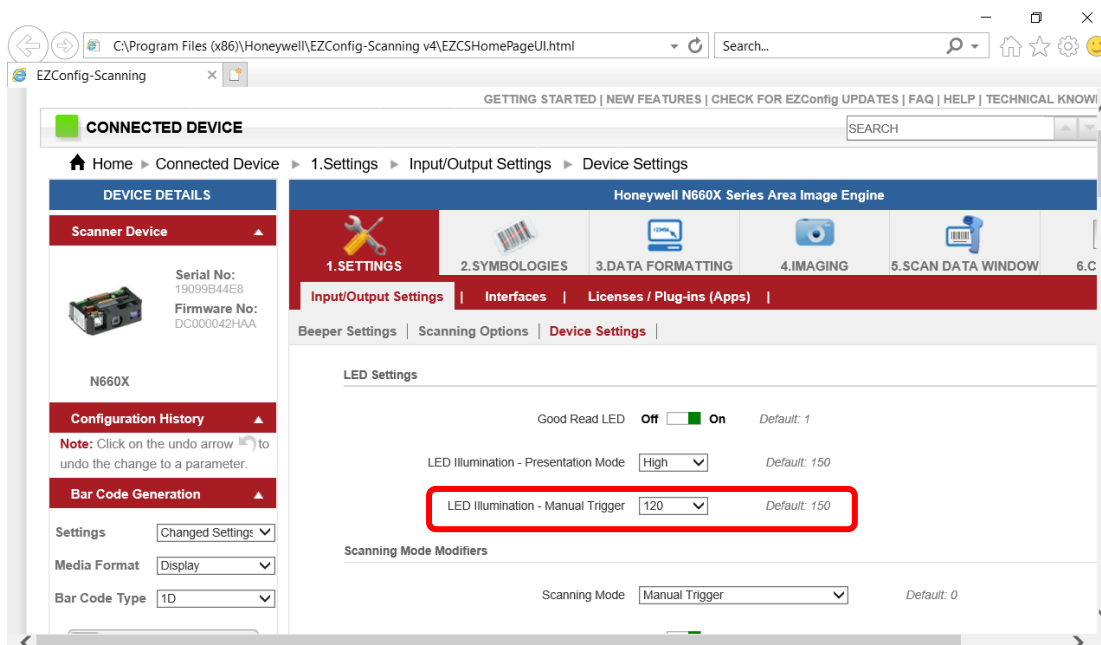 C:\Program Files (x86)\Honeywell\EZConfig-Scanning v4\EZCSHomePageUI.html
Search...
EZConfig-Scanning
GETTING STARTED | NEW FEATURES | CHECK FOR EZConfig UPDATES | FAQ | HELP | TECHNICAL KNOW
CONNECTED DEVICE
SEARCH
Home ▶ Connected Device ▶ 1.Settings ▶ Input/Output Settings ▶ Device Settings
DEVICE DETAILS
Honeywell N660X Series Area Image Engine
Scanner Device
Serial No:
19099B44E8
Firmware No:
DC000042HAA
N660X
1.SETTINGS
2.SYMBOLOGIES
3.DATA FORMATTING
4.IMAGING
5.SCAN DATA WINDOW
6.C
Input/Output Settings | Interfaces | Licenses / Plug-ins (Apps) |
Beeper Settings | Scanning Options | Device Settings |
Configuration History
Note: Click on the undo arrow to
undo the change to a parameter.
Bar Code Generation
Settings Changed Settings
Media Format Display
Bar Code Type 1D
LED Settings
Good Read LED Off On Default: 1
LED Illumination - Presentation Mode High Default: 150
LED Illumination - Manual Trigger 120 Default: 150
Scanning Mode Modifiers
Scanning Mode Manual Trigger Default: 0